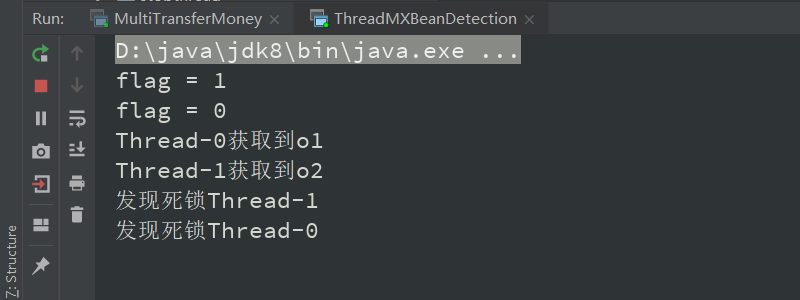 Run: MultiTransferMoney × ThreadMXBeanDetection ×
D:\java\jdk8\bin\java.exe ...
flag = 1
flag = 0
Thread-0获取到o1
Thread-1获取到o2
发现死锁Thread-1
发现死锁Thread-0
Z: Structure